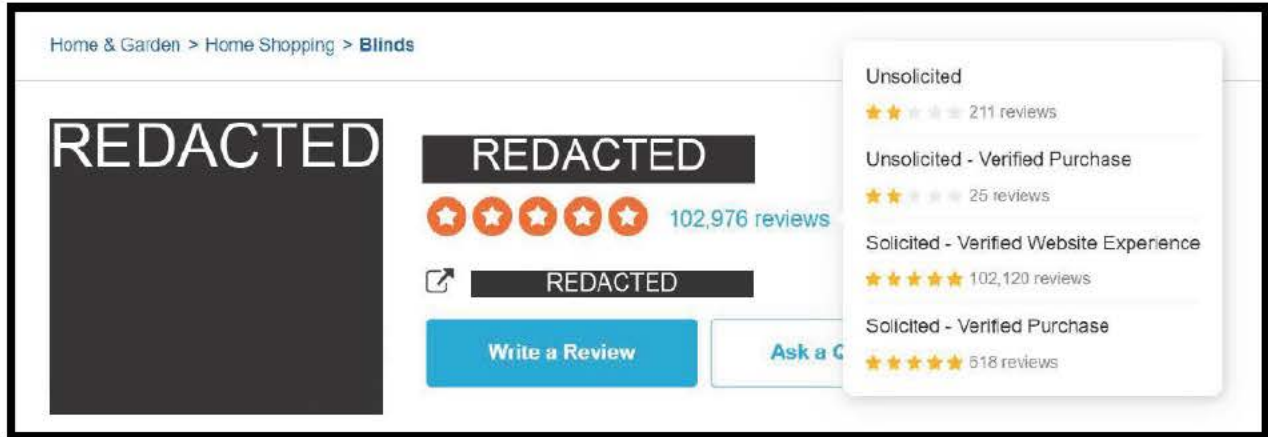 Home & Garden > Home Shopping > Blinds
REDACTED
REDACTED
102,976 reviews
REDACTED
Write a Review
Ask a Q
Unsolicited
211 reviews
Unsolicited - Verified Purchase
25 reviews
Solicited - Verified Website Experience
102,120 reviews
Solicited - Verified Purchase
618 reviews